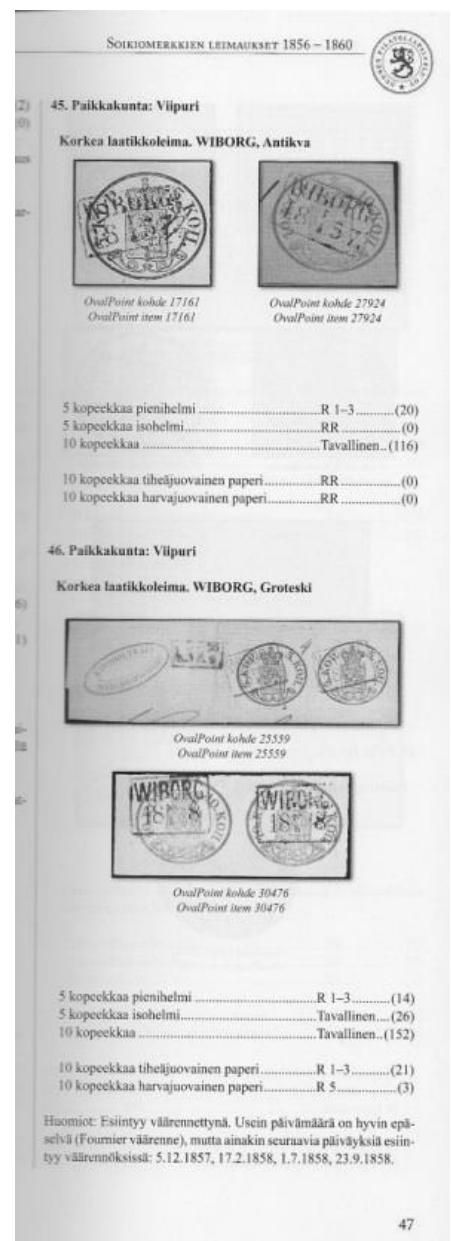 SOIKIOMERKKIEN LEIMAUKSET 1856 – 1860
45. Paikkakunta: Viipuri
Korkea laatikkoleima. WIBORG, Antikva
OvalPoint kohde 17161
OvalPoint item 17161
OvalPoint kohde 27924
OvalPoint item 27924
5 kopeekkaa pienihelmi ........ R 1–3 ........ (20)
5 kopeekkaa isohelmi ........ RR ........ (0)
10 kopeekkaa ........ Tavallinen .. (116)
10 kopeekkaa tiheäjuovainen paperi ........ RR ........ (0)
10 kopeekkaa harvajuovainen paperi ........ RR ........ (0)
46. Paikkakunta: Viipuri
Korkea laatikkoleima. WIBORG, Groteski
OvalPoint kohde 25559
OvalPoint item 25559
WIBORG
OvalPoint kohde 30476
OvalPoint item 30476
5 kopeekkaa pienihelmi ........ R 1–3 ........ (14)
5 kopeekkaa isohelmi ........ Tavallinen .... (26)
10 kopeekkaa ........ Tavallinen .. (152)
10 kopeekkaa tiheäjuovainen paperi ........ R 1–3 ........ (21)
10 kopeekkaa harvajuovainen paperi ........ R 5 ........ (3)
Huomiot: Esiintyy väärennettynä. Usein päivämäärä on hyvin epä-
selvä (Fournier väärenne), mutta ainakin seuraavia päiväyksiä esiin-
tyy väärennöksissä: 5.12.1857, 17.2.1858, 1.7.1858, 23.9.1858.
47